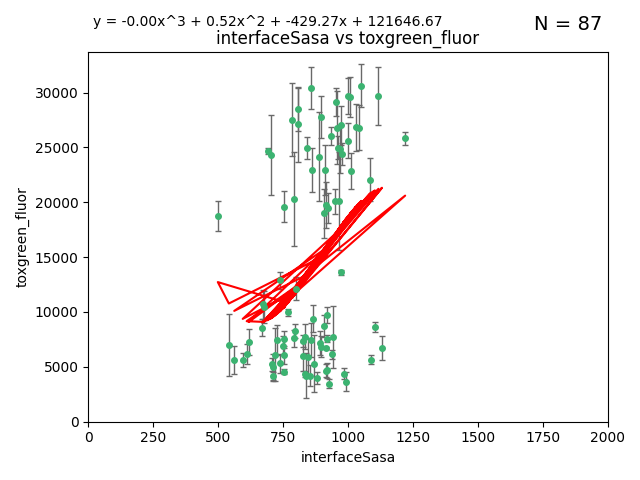 y = -0.00x^3 + 0.52x^2 + -429.27x + 121646.67
N = 87
interfaceSasa vs toxgreen_fluor
30000
25000
20000
15000
10000
5000
0
toxgreen_fluor
0 250 500 750 1000 1250 1500 1750 2000
interfaceSasa